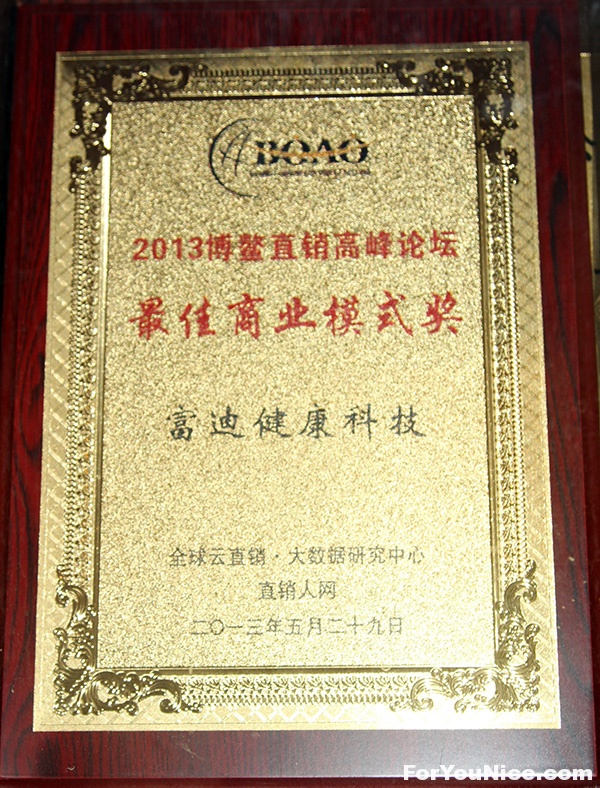 BOAO
2013博鳌直销高峰论坛
最佳商业模式奖
富迪健康科技
全球云直销·大数据研究中心
直销人网
二〇一三年五月二十九日
ForYouNice.com